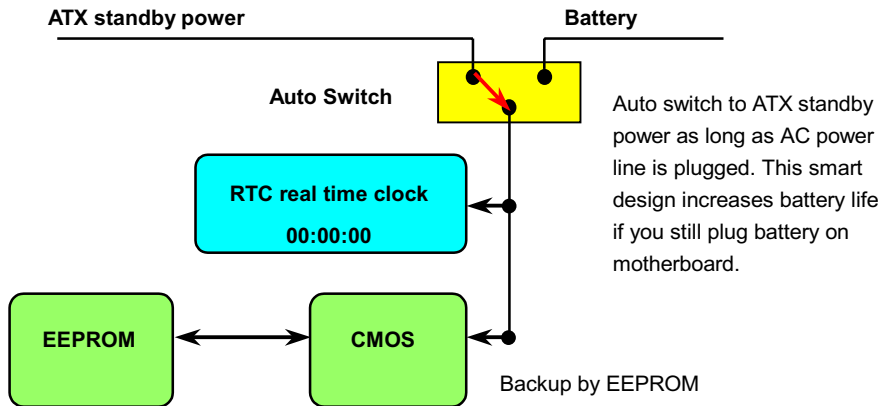 ATX standby power
Battery
Auto Switch
Auto switch to ATX standby
power as long as AC power
line is plugged. This smart
design increases battery life
if you still plug battery on
motherboard.
RTC real time clock
00:00:00
EEPROM
CMOS
Backup by EEPROM